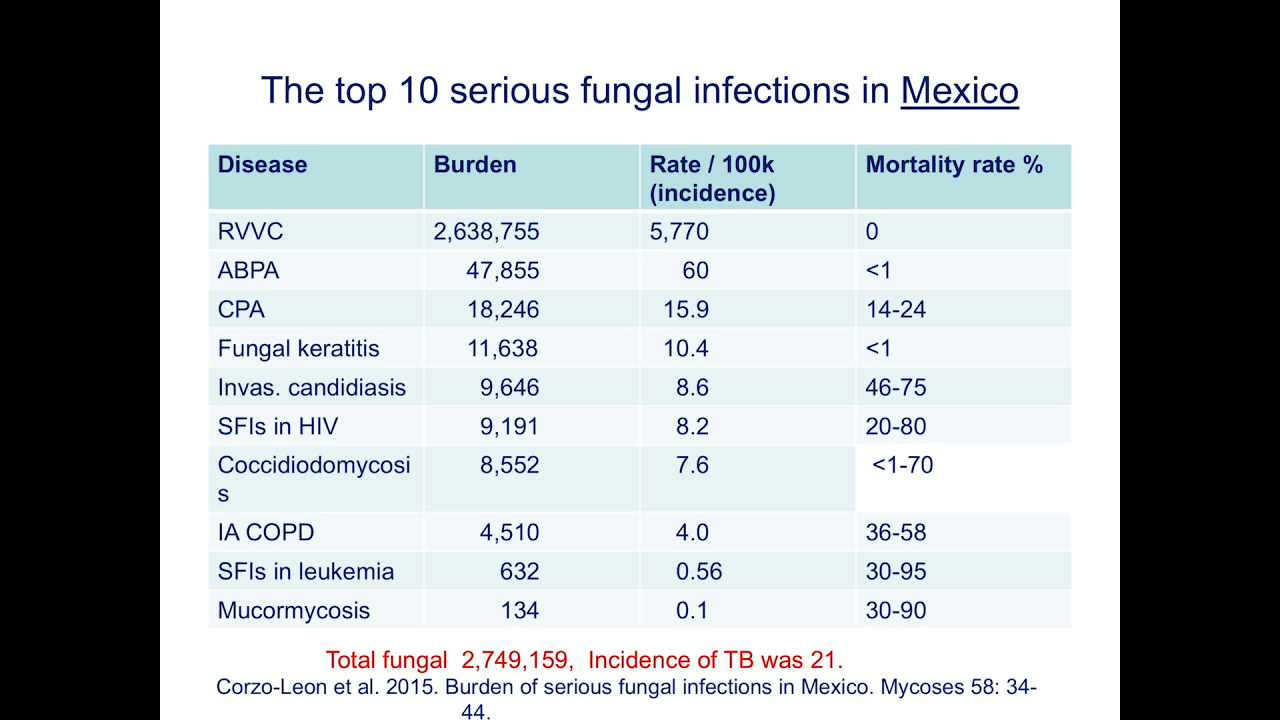 The top 10 serious fungal infections in Mexico
Disease Burden Rate / 100k (incidence) Mortality rate %
RVVC 2,638,755 5,770 0
ABPA 47,855 60 <1
CPA 18,246 15.9 14-24
Fungal keratitis 11,638 10.4 <1
Invas. candidiasis 9,646 8.6 46-75
SFIs in HIV 9,191 8.2 20-80
Coccidiodomycosi
s 8,552 7.6 <1-70
IA COPD 4,510 4.0 36-58
SFIs in leukemia 632 0.56 30-95
Mucormycosis 134 0.1 30-90
Total fungal 2,749,159, Incidence of TB was 21.
Corzo-Leon et al. 2015. Burden of serious fungal infections in Mexico. Mycoses 58: 34-
44.